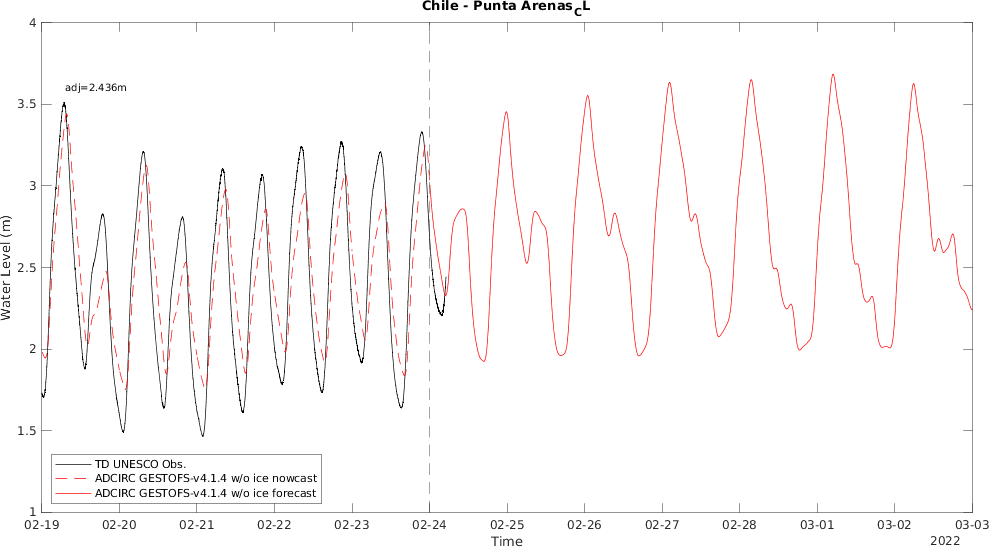 Chile - Punta Arenas_CL
adj=2.436m
Water Level (m)
4
3.5
3
2.5
2
1.5
1
TD UNESCO Obs.
ADCIRC GESTOFS-v4.1.4 w/o ice nowcast
ADCIRC GESTOFS-v4.1.4 w/o ice forecast
02-19 02-20 02-21 02-22 02-23 02-24 02-25 02-26 02-27 02-28 03-01 03-02 03-03
Time
2022